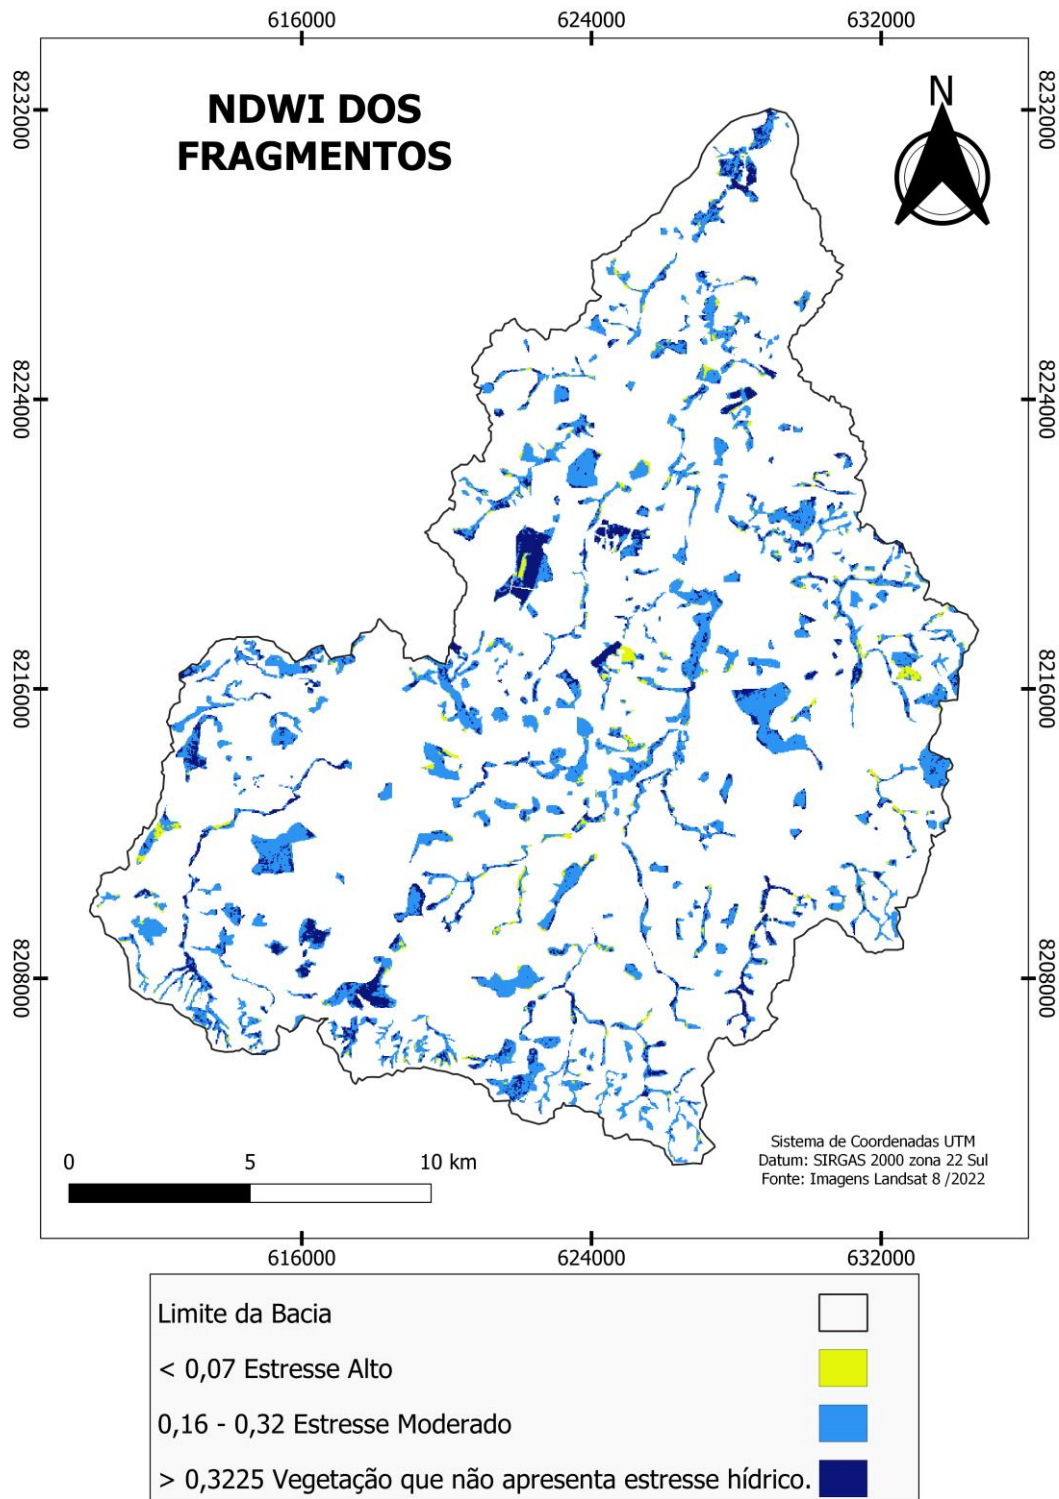 616000 624000 632000
NDWI DOS
FRAGMENTOS
N
8232000 8232000
8224000 8224000
8216000 8216000
8208000 8208000
0 5 10 km
Sistema de Coordenadas UTM
Datum: SIRGAS 2000 zona 22 Sul
Fonte: Imagens Landsat 8 /2022
616000 624000 632000
Limite da Bacia
< 0,07 Estresse Alto
0,16 - 0,32 Estresse Moderado
> 0,3225 Vegetação que não apresenta estresse hídrico.